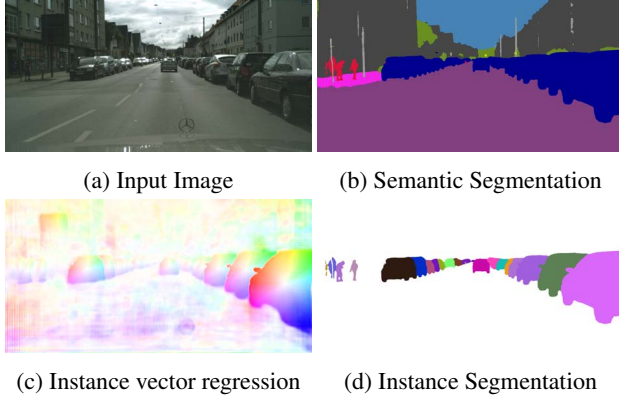 (a) Input Image
(b) Semantic Segmentation
(c) Instance vector regression
(d) Instance Segmentation